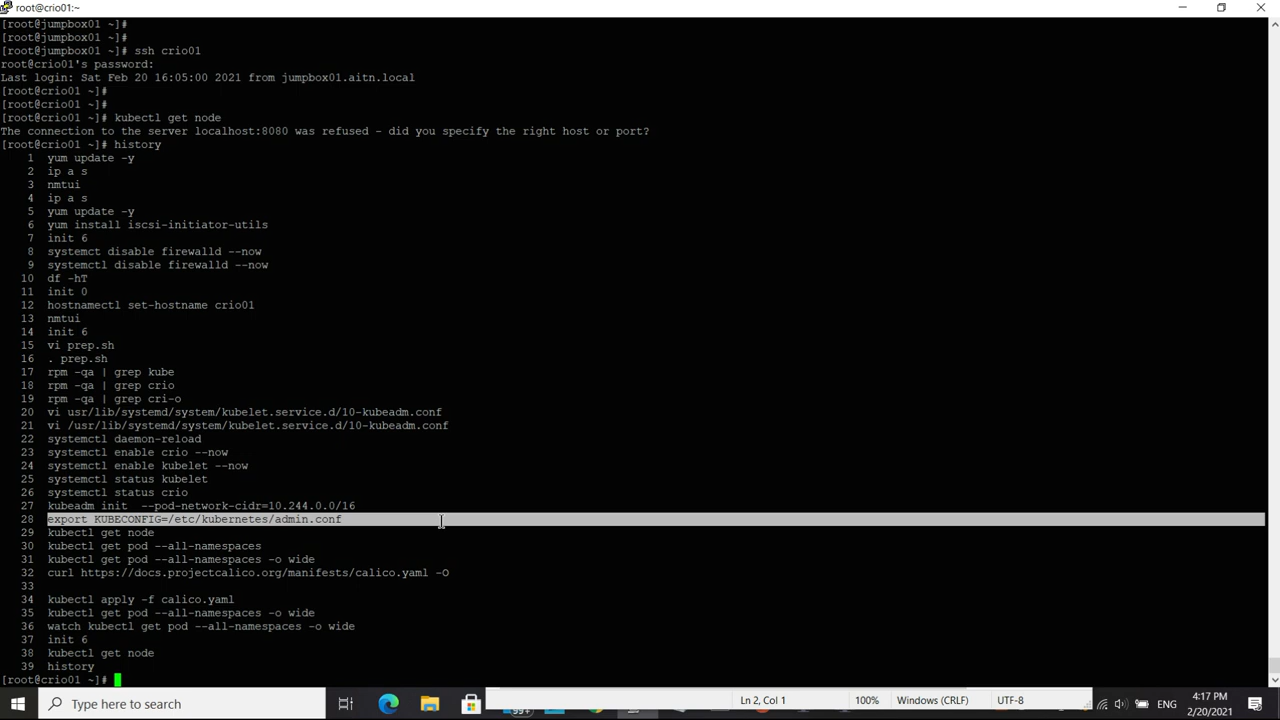 root@crio01:~
[root@jumpbox01 ~]#
[root@jumpbox01 ~]#
[root@jumpbox01 ~]# ssh crio01
root@crio01's password:
Last login: Sat Feb 20 16:05:00 2021 from jumpbox01.aitn.local
[root@crio01 ~]#
[root@crio01 ~]#
[root@crio01 ~]# kubectl get node
The connection to the server localhost:8080 was refused - did you specify the right host or port?
[root@crio01 ~]# history
1 yum update -y
2 ip a s
3 nmtui
4 ip a s
5 yum update -y
6 yum install iscsi-initiator-utils
7 init 6
8 systemct disable firewalld --now
9 systemctl disable firewalld --now
10 df -hT
11 init 0
12 hostnamectl set-hostname crio01
13 nmtui
14 init 6
15 vi prep.sh
16 . prep.sh
17 rpm -qa | grep kube
18 rpm -qa | grep crio
19 rpm -qa | grep cri-o
20 vi usr/lib/systemd/system/kubelet.service.d/10-kubeadm.conf
21 vi /usr/lib/systemd/system/kubelet.service.d/10-kubeadm.conf
22 systemctl daemon-reload
23 systemctl enable crio --now
24 systemctl enable kubelet --now
25 systemctl status kubelet
26 systemctl status crio
27 kubeadm init --pod-network-cidr=10.244.0.0/16
28 export KUBECONFIG=/etc/kubernetes/admin.conf
29 kubectl get node
30 kubectl get pod --all-namespaces
31 kubectl get pod --all-namespaces -o wide
32 curl https://docs.projectcalico.org/manifests/calico.yaml -O
33
34 kubectl apply -f calico.yaml
35 kubectl get pod --all-namespaces -o wide
36 watch kubectl get pod --all-namespaces -o wide
37 init 6
38 kubectl get node
39 history
[root@crio01 ~]#
Ln 2, Col 1 100% Windows (CRLF) UTF-8
Type here to search 99+ ENG 4:17 PM
2/20/2021